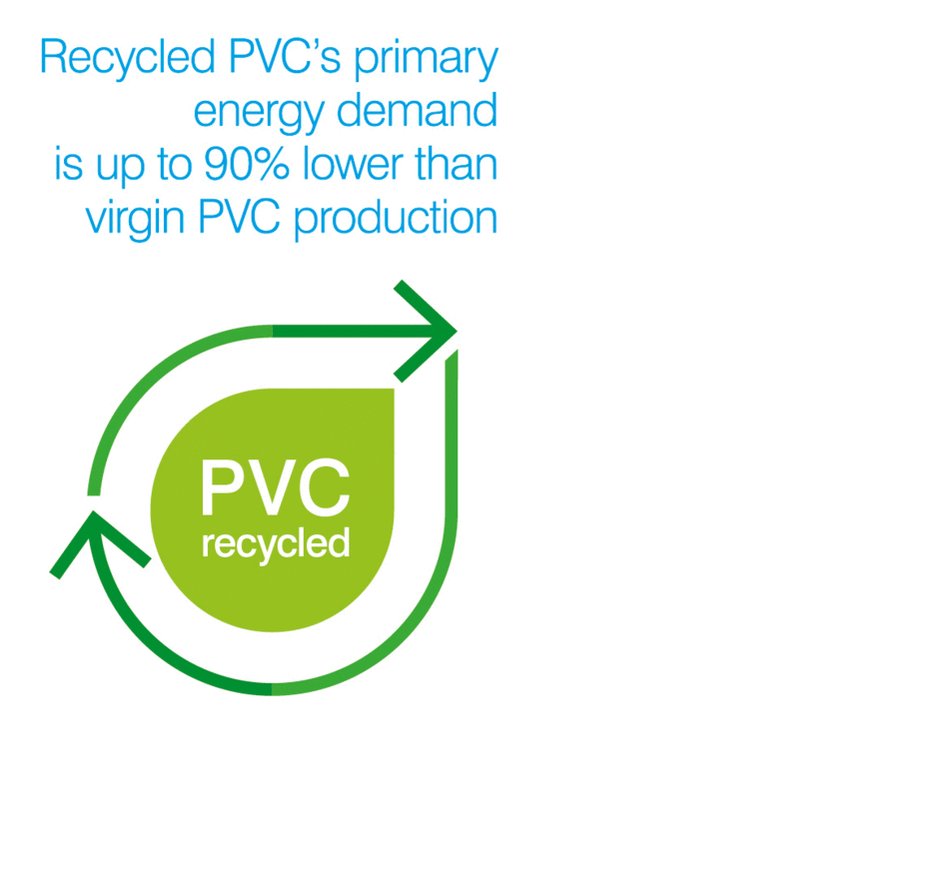 Recycled PVC’s primary
energy demand
is up to 90% lower than
virgin PVC production
PVC
recycled